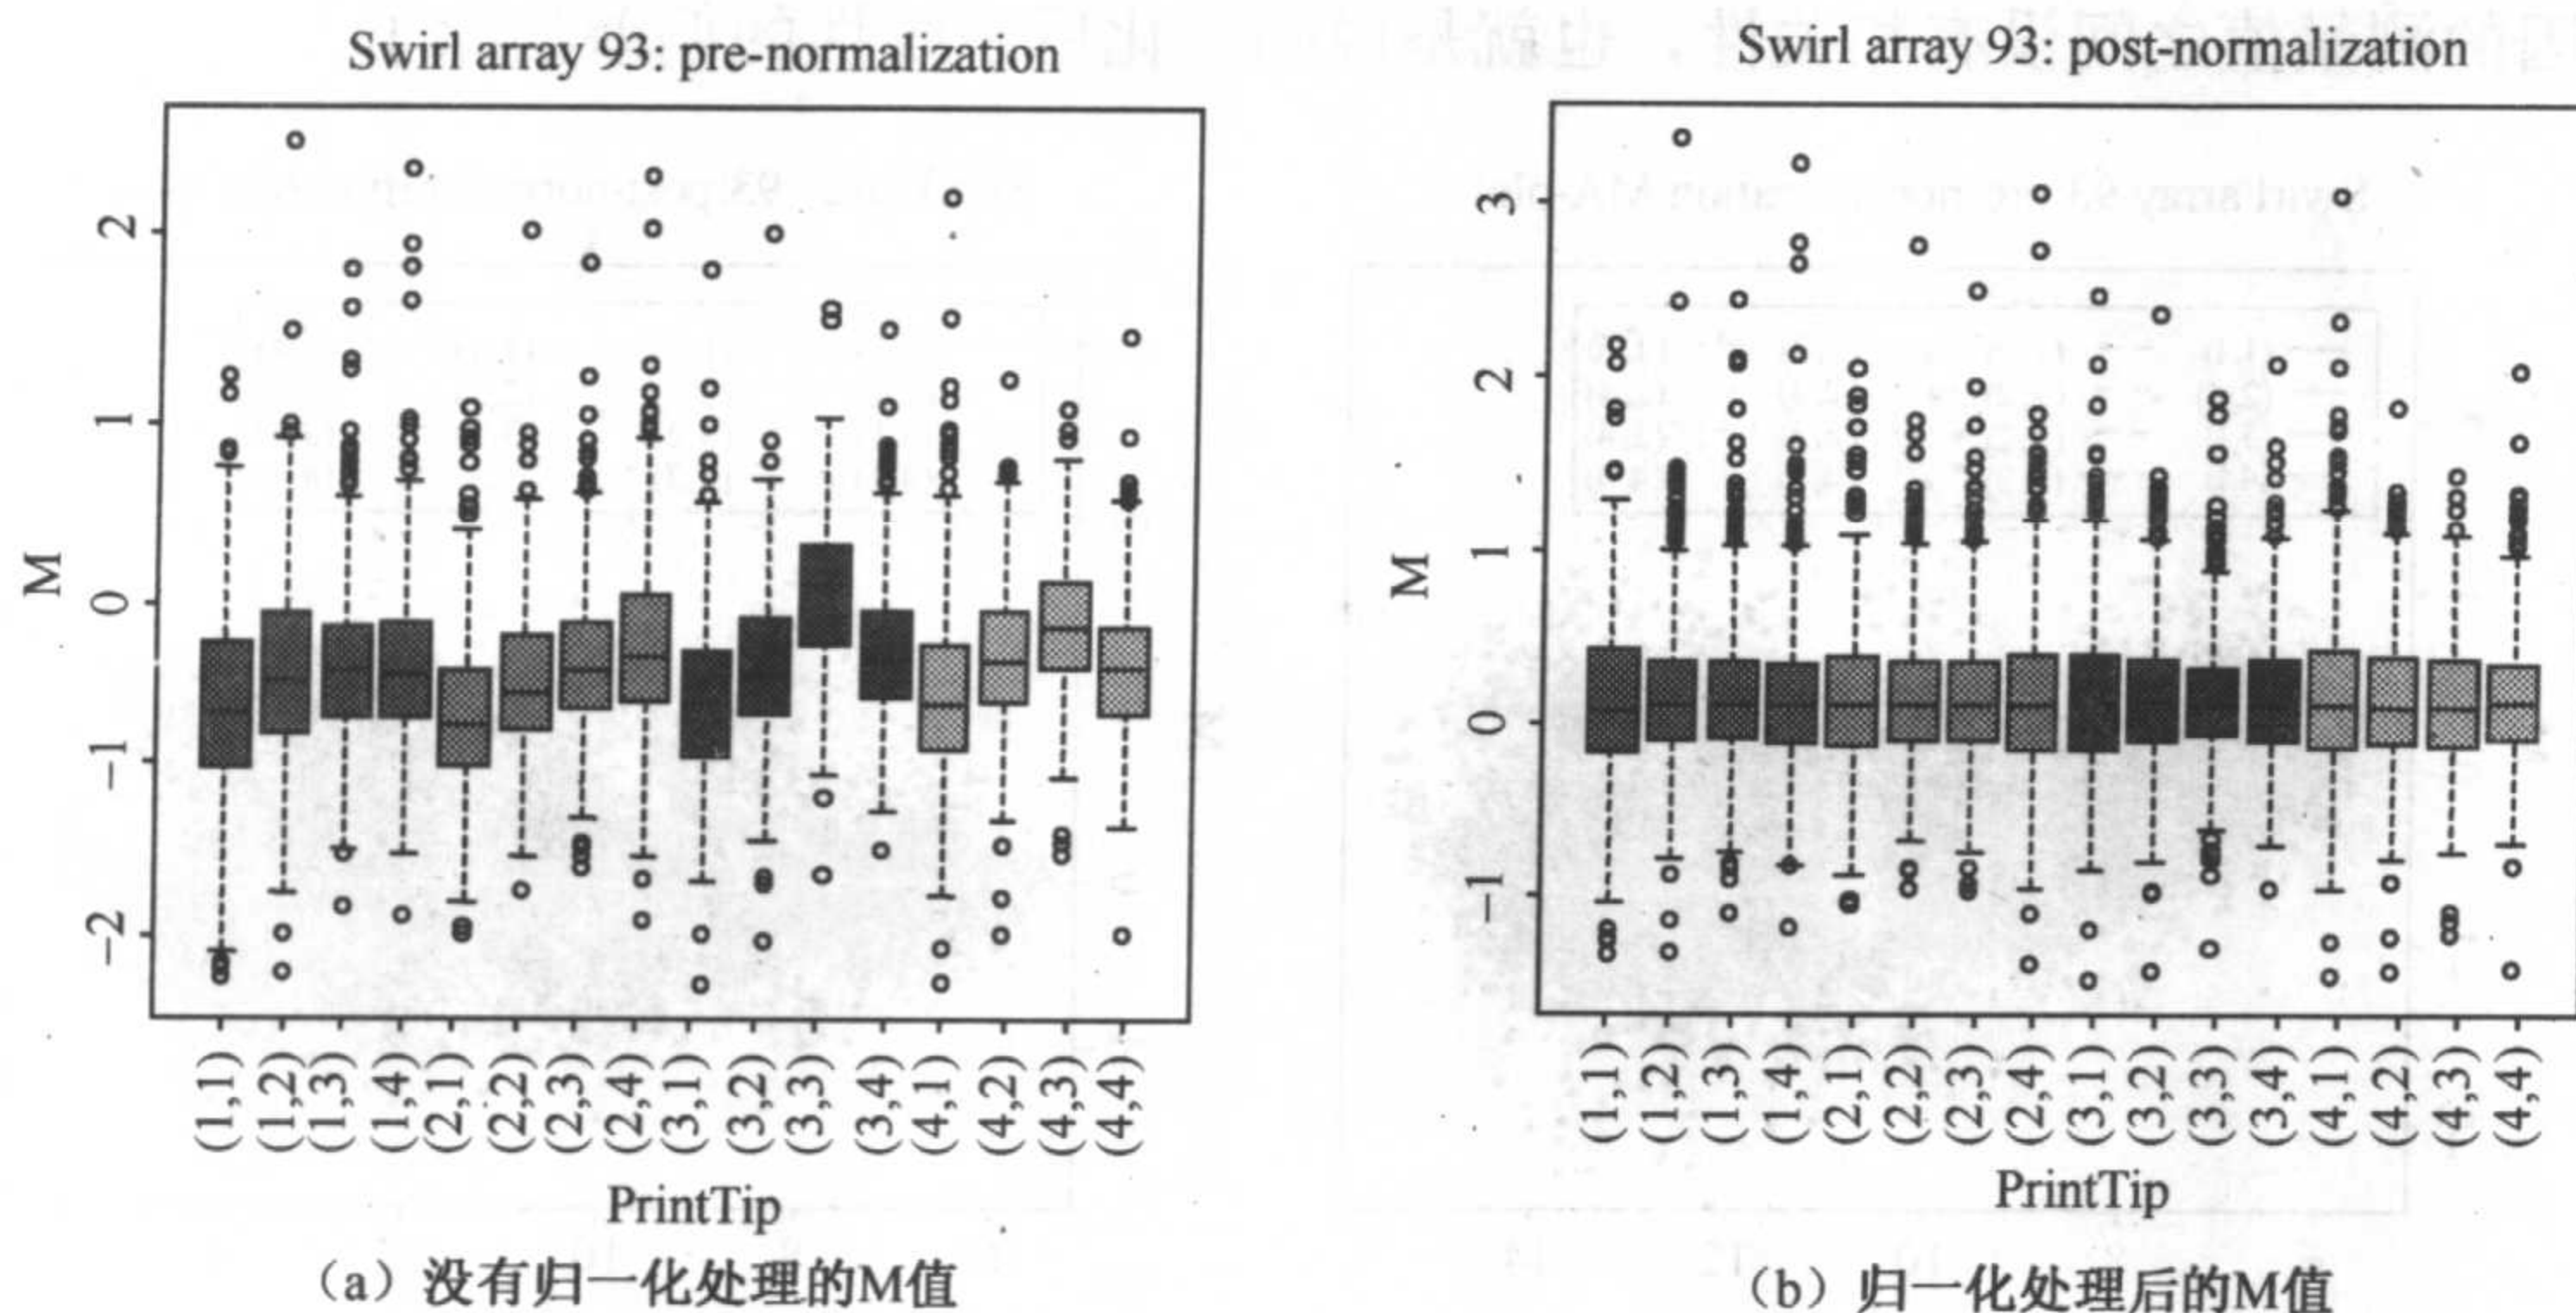 Swirl array 93: pre-normalization
M
2
1
0
−1
−2
(1,1) (1,2) (1,3) (1,4) (2,1) (2,2) (2,3) (2,4) (3,1) (3,2) (3,3) (3,4) (4,1) (4,2) (4,3) (4,4)
PrintTip
（a）没有归一化处理的M值
Swirl array 93: post-normalization
M
3
2
1
0
−1
(1,1) (1,2) (1,3) (1,4) (2,1) (2,2) (2,3) (2,4) (3,1) (3,2) (3,3) (3,4) (4,1) (4,2) (4,3) (4,4)
PrintTip
（b）归一化处理后的M值